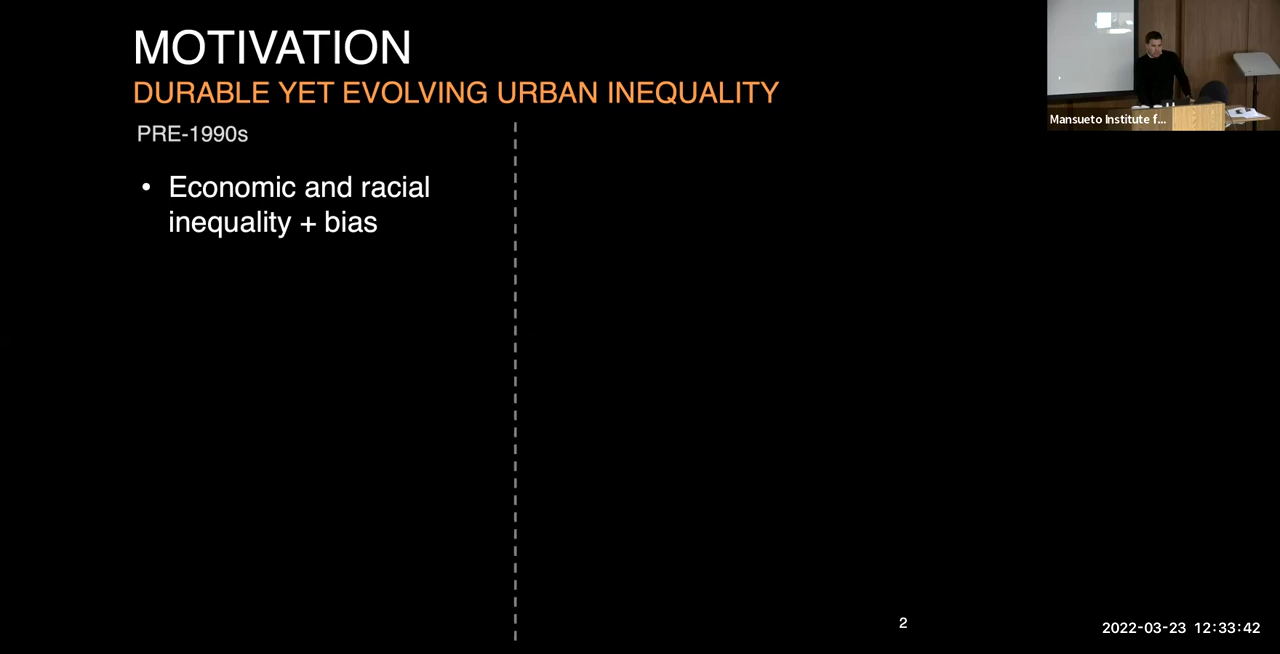 MOTIVATION
DURABLE YET EVOLVING URBAN INEQUALITY
PRE-1990s
• Economic and racial
inequality + bias
Mansueto Institute f...
2
2022-03-23 12:33:42